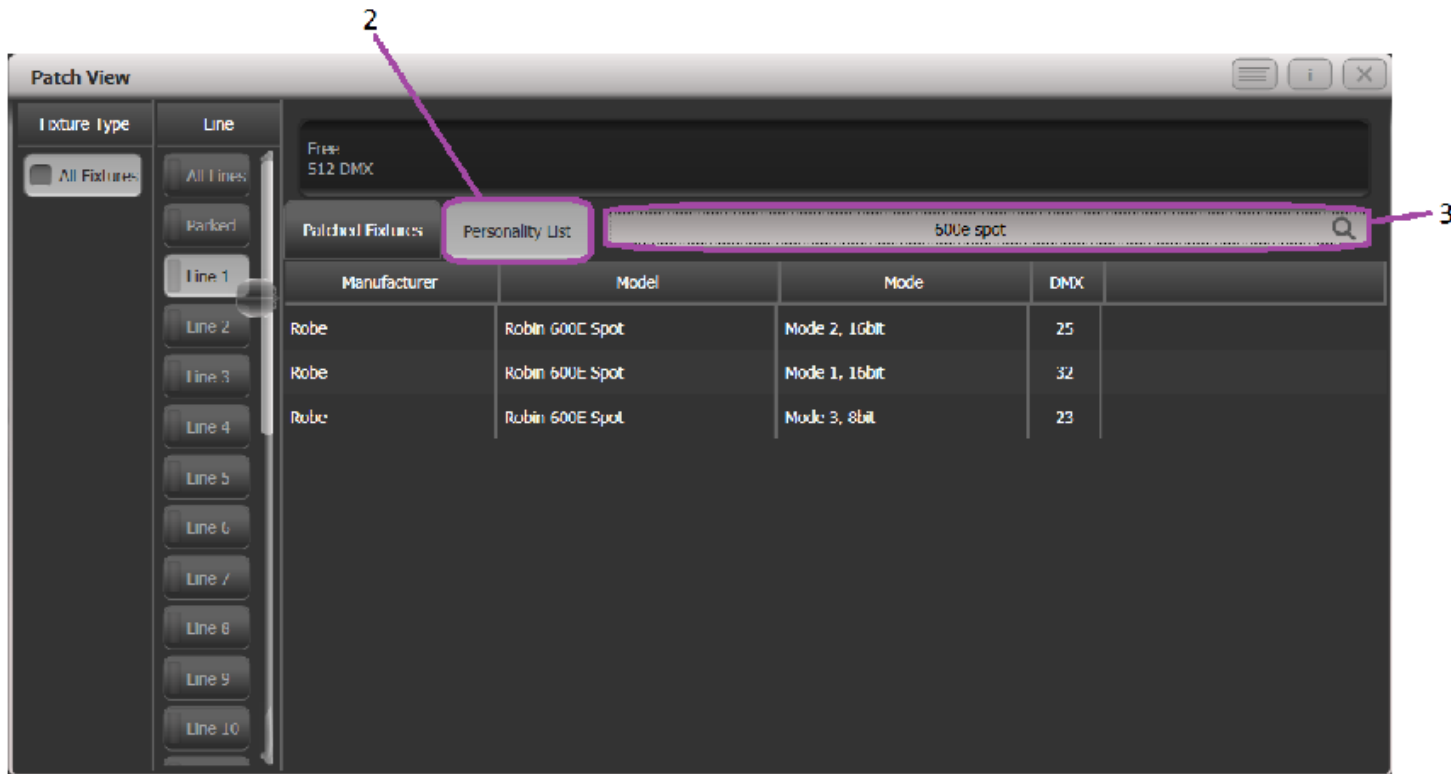 2
Patch View
i
Fixture Type
Line
All Fixtures
All Lines
Parked
Line 1
Line 2
Line 3
Line 4
Line 5
Line 6
Line 7
Line 8
Line 9
Line 10
Free
512 DMX
Patched Fixtures
Personality List
600e spot
3
Manufacturer Model Mode DMX
Robe Robin 600E Spot Mode 2, 16bit 25
Robe Robin 600E Spot Mode 1, 16bit 32
Robe Robin 600E Spot Mode 3, 8bit 23